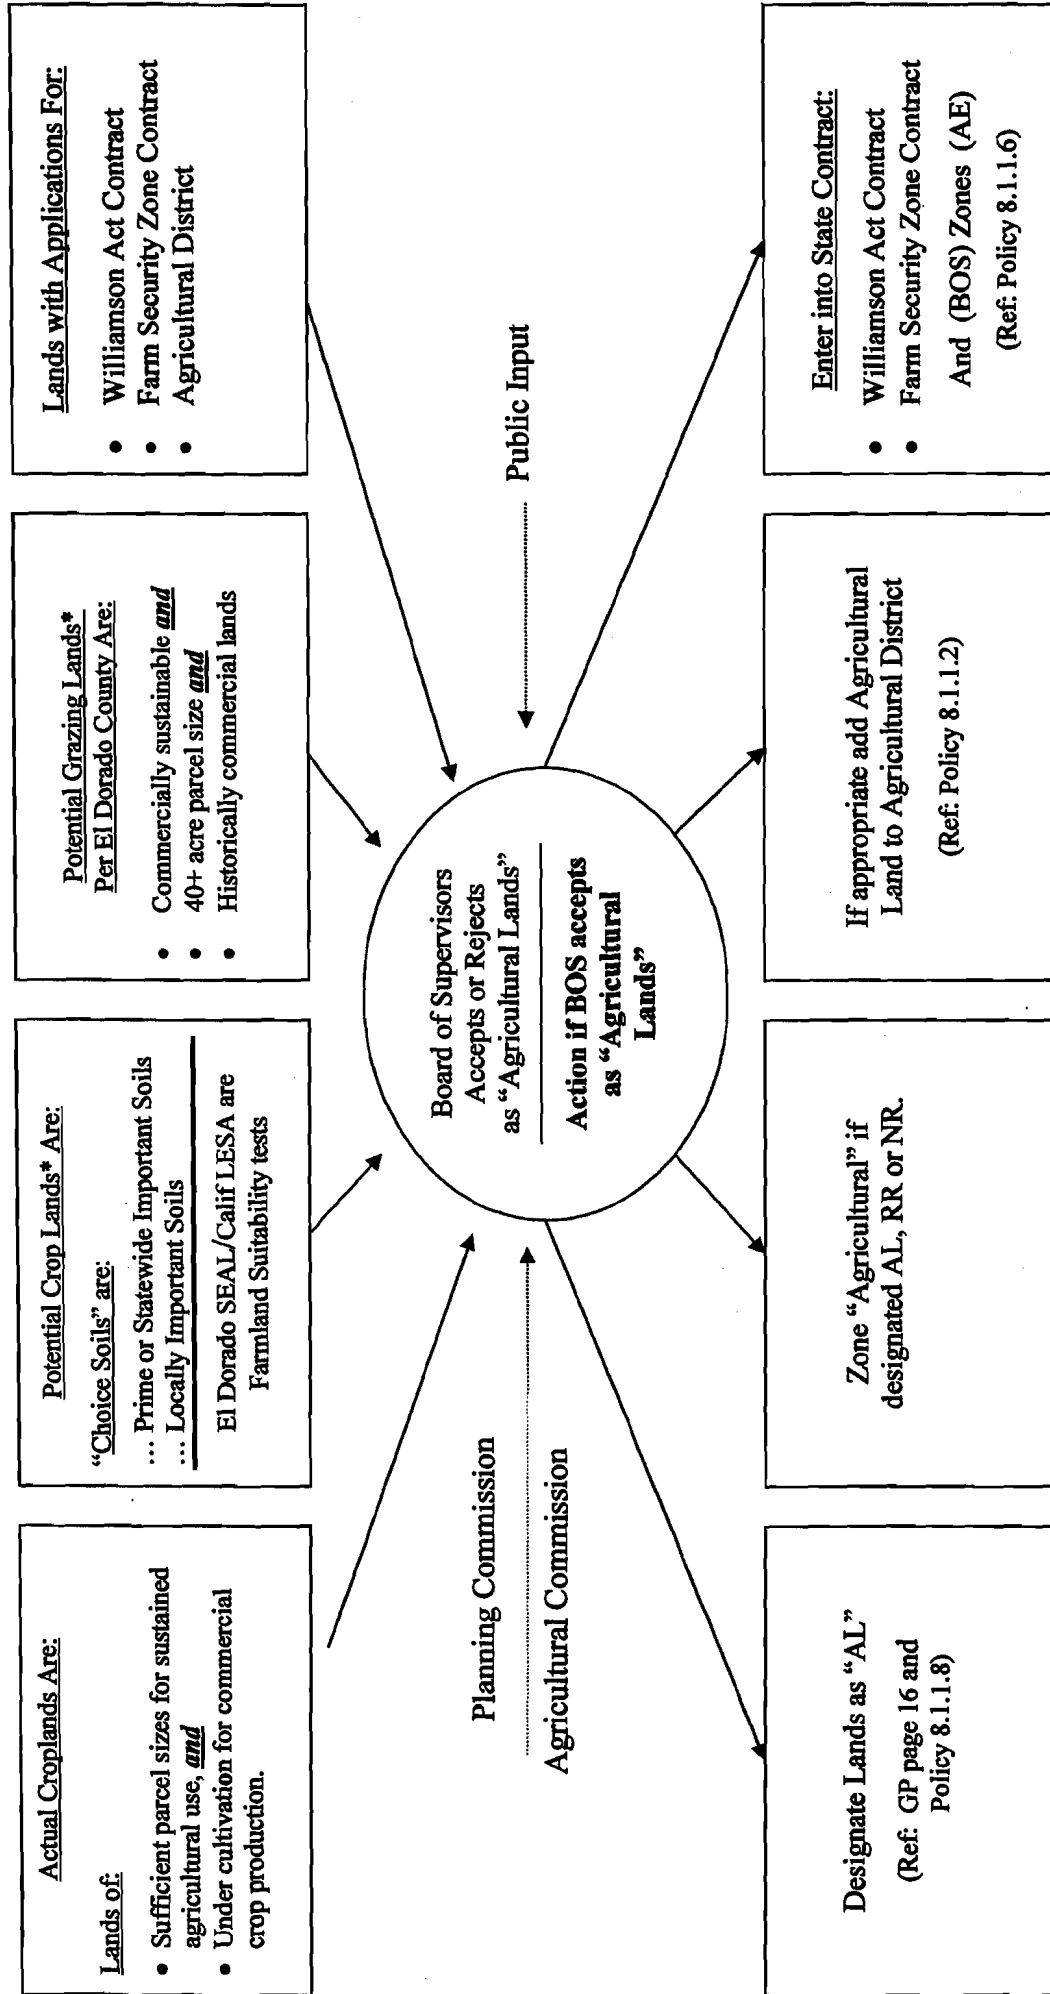 Actual Croplands Are:
Lands of:
• Sufficient parcel sizes for sustained
agricultural use, and
• Under cultivation for commercial
crop production.
Potential Crop Lands* Are:
“Choice Soils” are:
… Prime or Statewide Important Soils
… Locally Important Soils
El Dorado SEAL/Calif LESA are
Farmland Suitability tests
Potential Grazing Lands*
Per El Dorado County Are:
• Commercially sustainable and
• 40+ acre parcel size and
• Historically commercial lands
Lands with Applications For:
• Williamson Act Contract
• Farm Security Zone Contract
• Agricultural District
Planning Commission
Agricultural Commission
Board of Supervisors
Accepts or Rejects
as “Agricultural Lands”
Action if BOS accepts
as “Agricultural
Lands”
Public Input
Designate Lands as “AL”
(Ref: GP page 16 and
Policy 8.1.1.8)
Zone “Agricultural” if
designated AL, RR or NR.
If appropriate add Agricultural
Land to Agricultural District
(Ref: Policy 8.1.1.2)
Enter into State Contract:
• Williamson Act Contract
• Farm Security Zone Contract
And (BOS) Zones (AE)
(Ref: Policy 8.1.1.6)